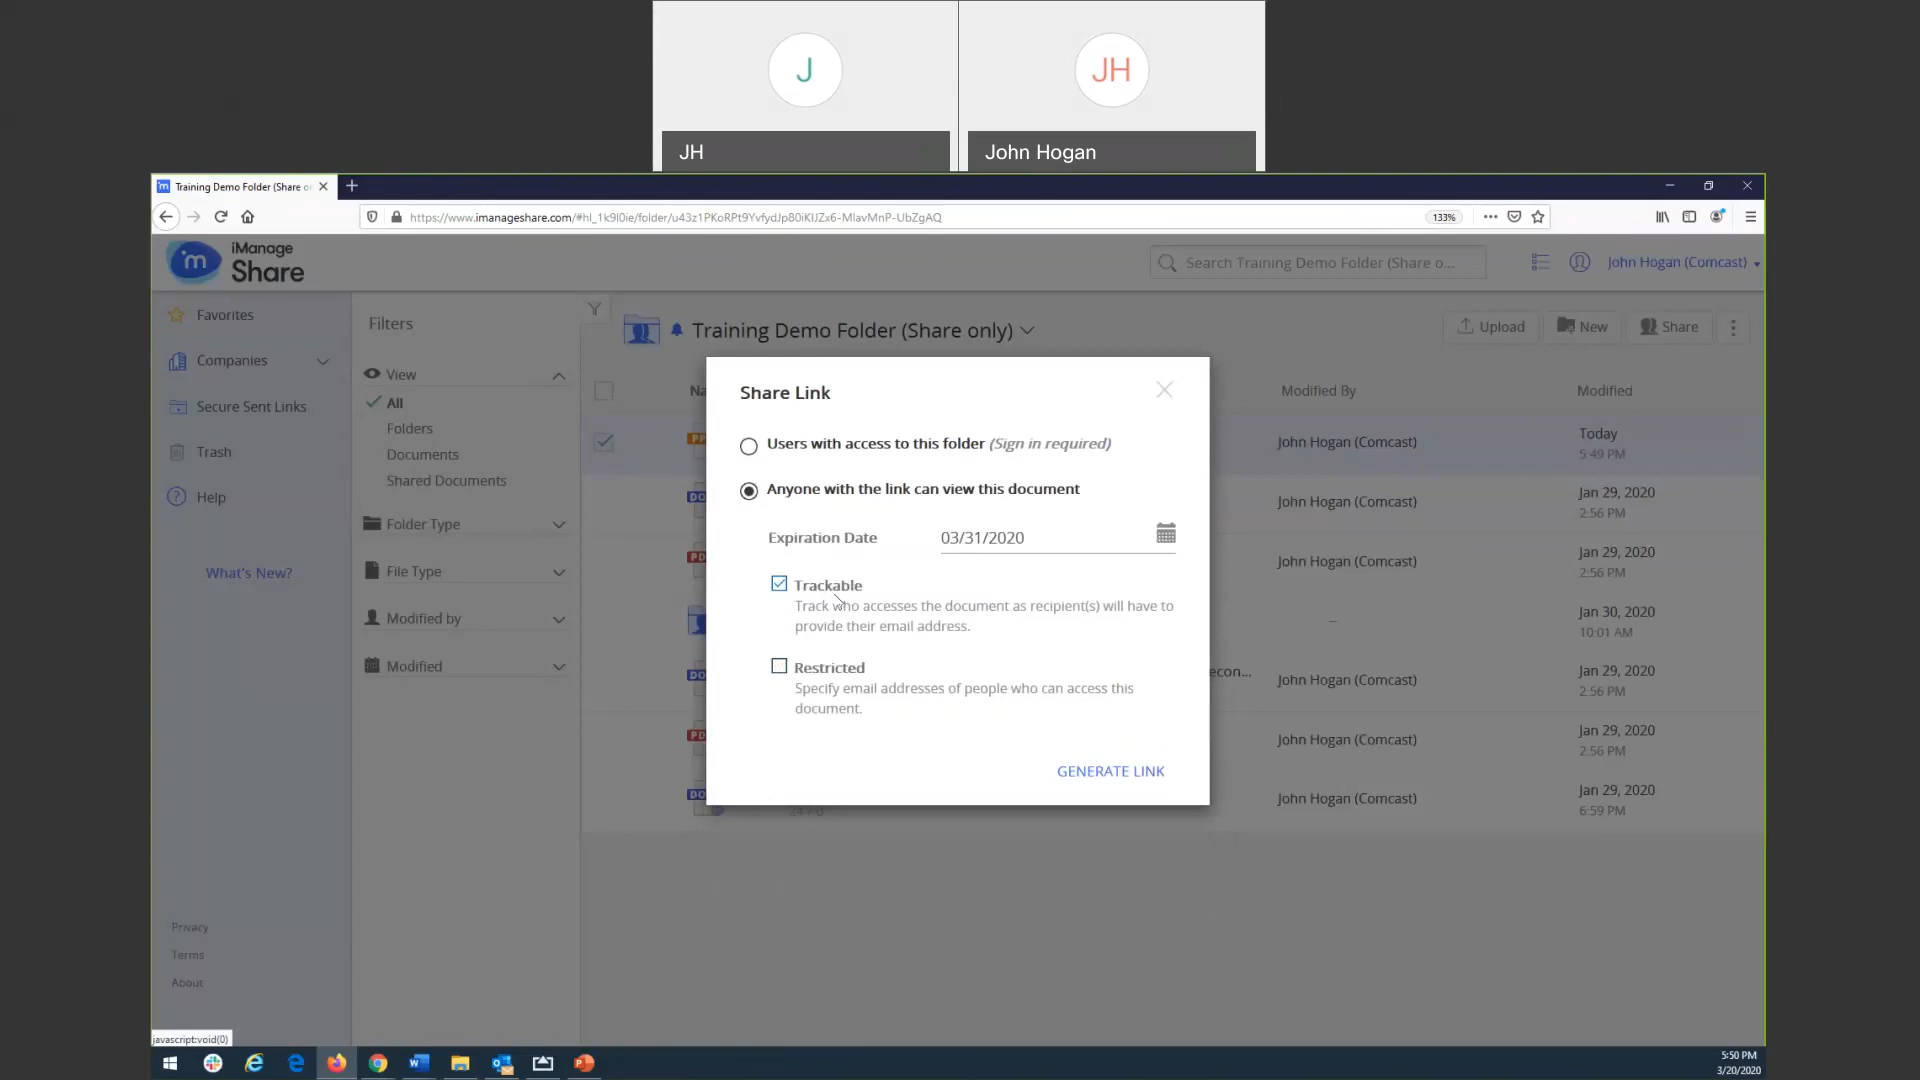 J
JH
JH
John Hogan
Training Demo Folder (Share o
https://www.imanageshare.com/#hl_1k9l0ie/folder/u43z1PKoRPt9YvfydJp80iKIJZx6-MlavMnP-UbZgAQ
133%
m
iManage
Share
Search Training Demo Folder (Share o...
John Hogan (Comcast)
Favorites
Companies
Secure Sent Links
Trash
Help
What's New?
Privacy
Terms
About
Filters
View
All
Folders
Documents
Shared Documents
Folder Type
File Type
Modified by
Modified
Training Demo Folder (Share only)
Upload
New
Share
Na
Modified By
Modified
John Hogan (Comcast)
Today
5:49 PM
John Hogan (Comcast)
Jan 29, 2020
2:56 PM
John Hogan (Comcast)
Jan 29, 2020
2:56 PM
–
Jan 30, 2020
10:01 AM
econ...
John Hogan (Comcast)
Jan 29, 2020
2:56 PM
John Hogan (Comcast)
Jan 29, 2020
2:56 PM
John Hogan (Comcast)
Jan 29, 2020
6:59 PM
Share Link
Users with access to this folder (Sign in required)
Anyone with the link can view this document
Expiration Date
03/31/2020
Trackable
Track who accesses the document as recipient(s) will have to
provide their email address.
Restricted
Specify email addresses of people who can access this
document.
GENERATE LINK
javascript:void(0)
5:50 PM
3/20/2020